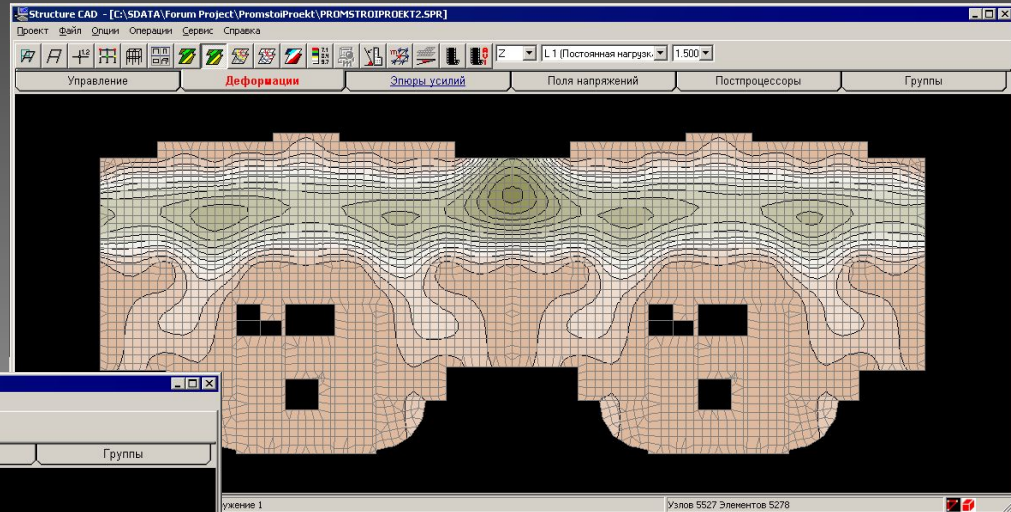 Structure CAD - [C:\SDATA\Forum Project\PromstoiProekt\PROMSTROIPROEKT2.SPR]
Проект Файл Опции Операции Сервис Справка
Z L 1 (Постоянная нагрузк. 1.500
Управление Деформации Эпюры усилий Поля напряжений Постпроцессоры Группы
Группы
ужение 1 Узлов 5527 Элементов 5278